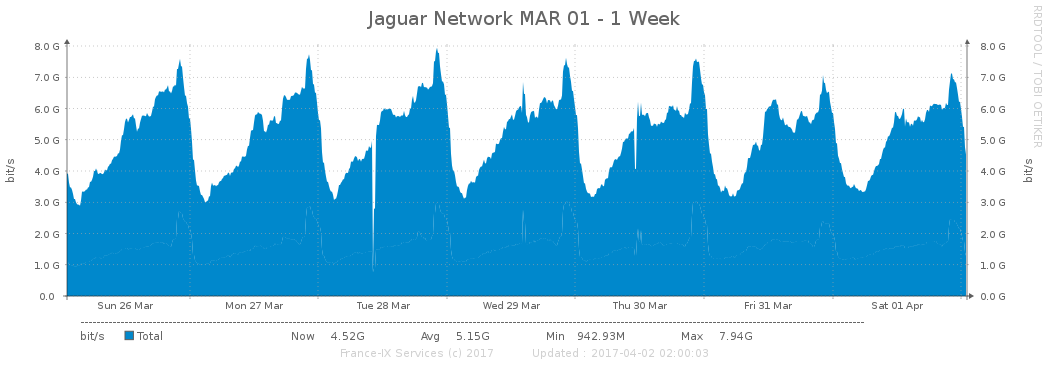 Jaguar Network MAR 01 - 1 Week
RRDTOOL / TOBI OETIKER
8.0 G 8.0 G
7.0 G 7.0 G
6.0 G 6.0 G
5.0 G 5.0 G
4.0 G 4.0 G
3.0 G 3.0 G
2.0 G 2.0 G
1.0 G 1.0 G
0.0 0.0 G
bit/s
bit/s
Sun 26 Mar Mon 27 Mar Tue 28 Mar Wed 29 Mar Thu 30 Mar Fri 31 Mar Sat 01 Apr
bit/s Total Now 4.52G Avg 5.15G Min 942.93M Max 7.94G
France-IX Services (c) 2017 Updated : 2017-04-02 02:00:03